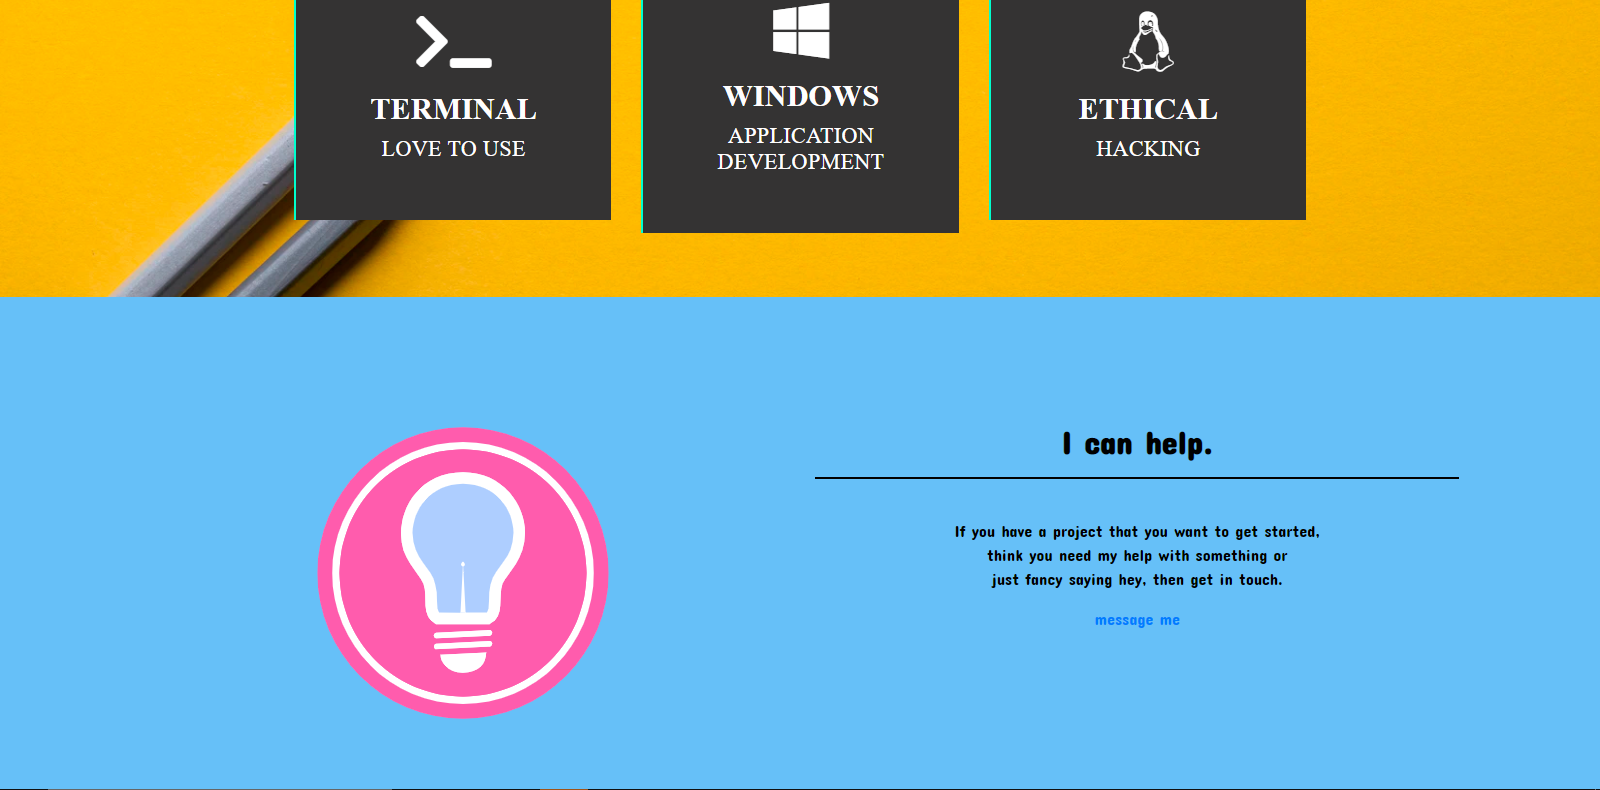 TERMINAL
LOVE TO USE
WINDOWS
APPLICATION
DEVELOPMENT
ETHICAL
HACKING
I can help.
If you have a project that you want to get started,
think you need my help with something or
just fancy saying hey, then get in touch.
message me